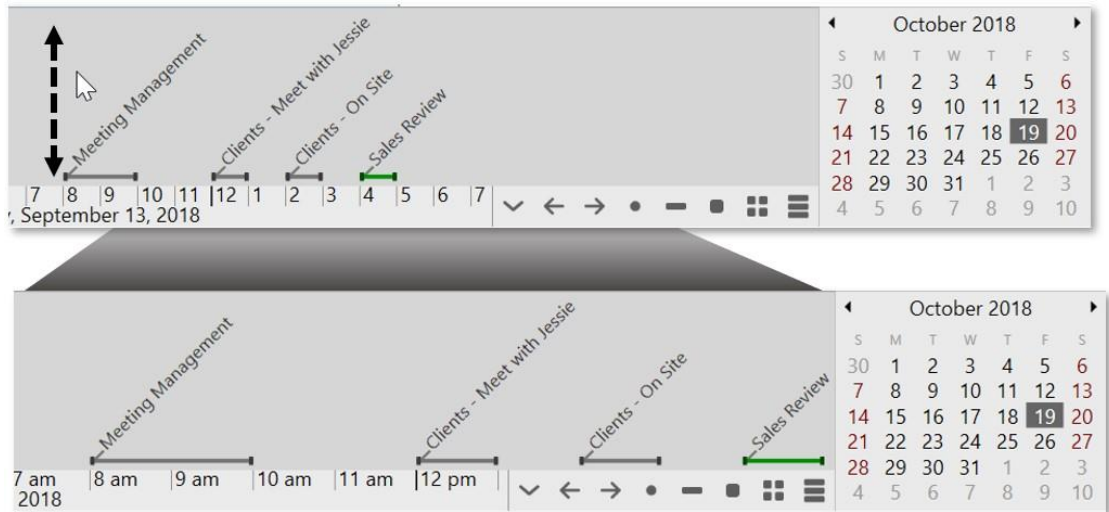 Meeting Management
Clients - Meet with Jessie
Clients - On Site
Sales Review
7 8 9 10 11 12 1 2 3 4 5 6 7
, September 13, 2018
October 2018
S M T W T F S
30 1 2 3 4 5 6
7 8 9 10 11 12 13
14 15 16 17 18 19 20
21 22 23 24 25 26 27
28 29 30 31 1 2 3
4 5 6 7 8 9 10
Meeting Management
Clients - Meet with Jessie
Clients - On Site
Sales Review
7 am 8 am 9 am 10 am 11 am 12 pm
2018
October 2018
S M T W T F S
30 1 2 3 4 5 6
7 8 9 10 11 12 13
14 15 16 17 18 19 20
21 22 23 24 25 26 27
28 29 30 31 1 2 3
4 5 6 7 8 9 10